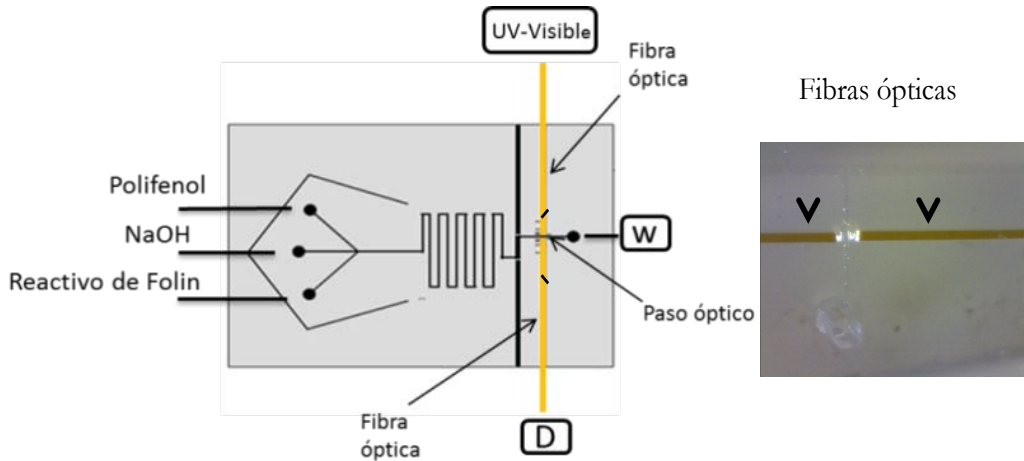 UV-Visible
Fibra
óptica
Fibras ópticas
Polifenol
NaOH
W
Reactivo de Folin
Paso óptico
Fibra
óptica
D